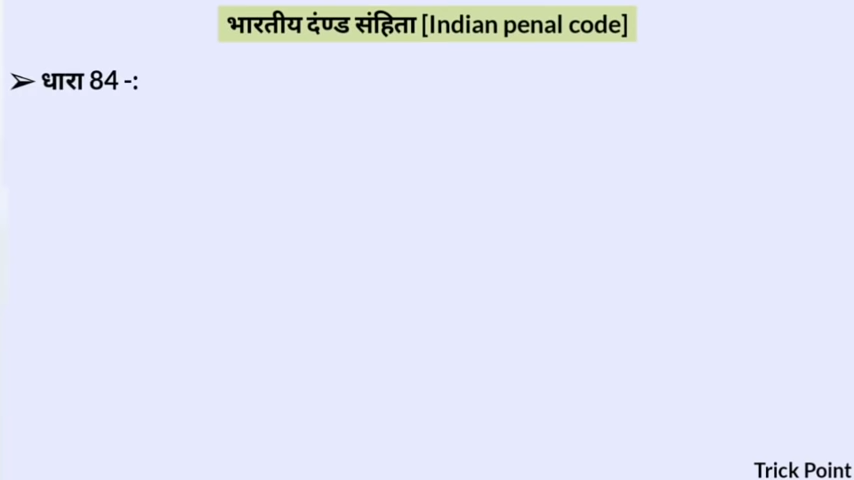 भारतीय दंण्ड संहिता [Indian penal code]
➢ धारा 84 -:
Trick Point